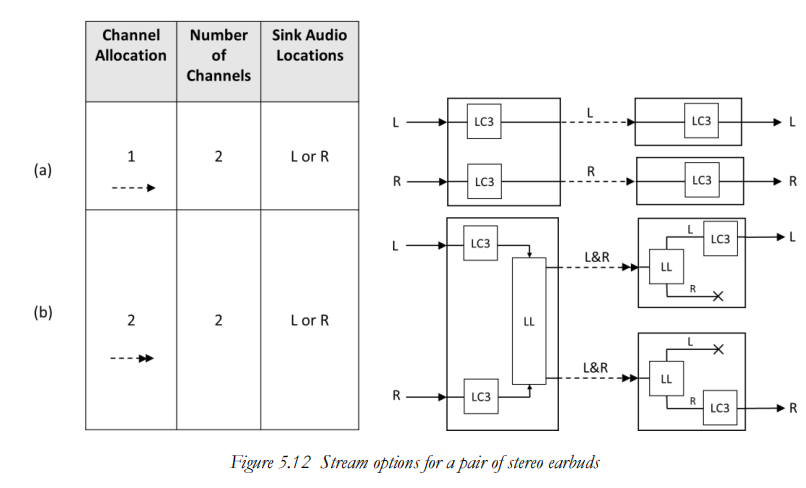 Channel Allocation
Number of Channels
Sink Audio Locations
(a)
1
2
L or R
L
LC3
L
LC3
L
R
LC3
R
LC3
R
(b)
2
2
L or R
L
LC3
LL
L&R
LL
L
LC3
L
R
L&R
LL
L
R
LC3
R
R
LC3
Figure 5.12 Stream options for a pair of stereo earbuds